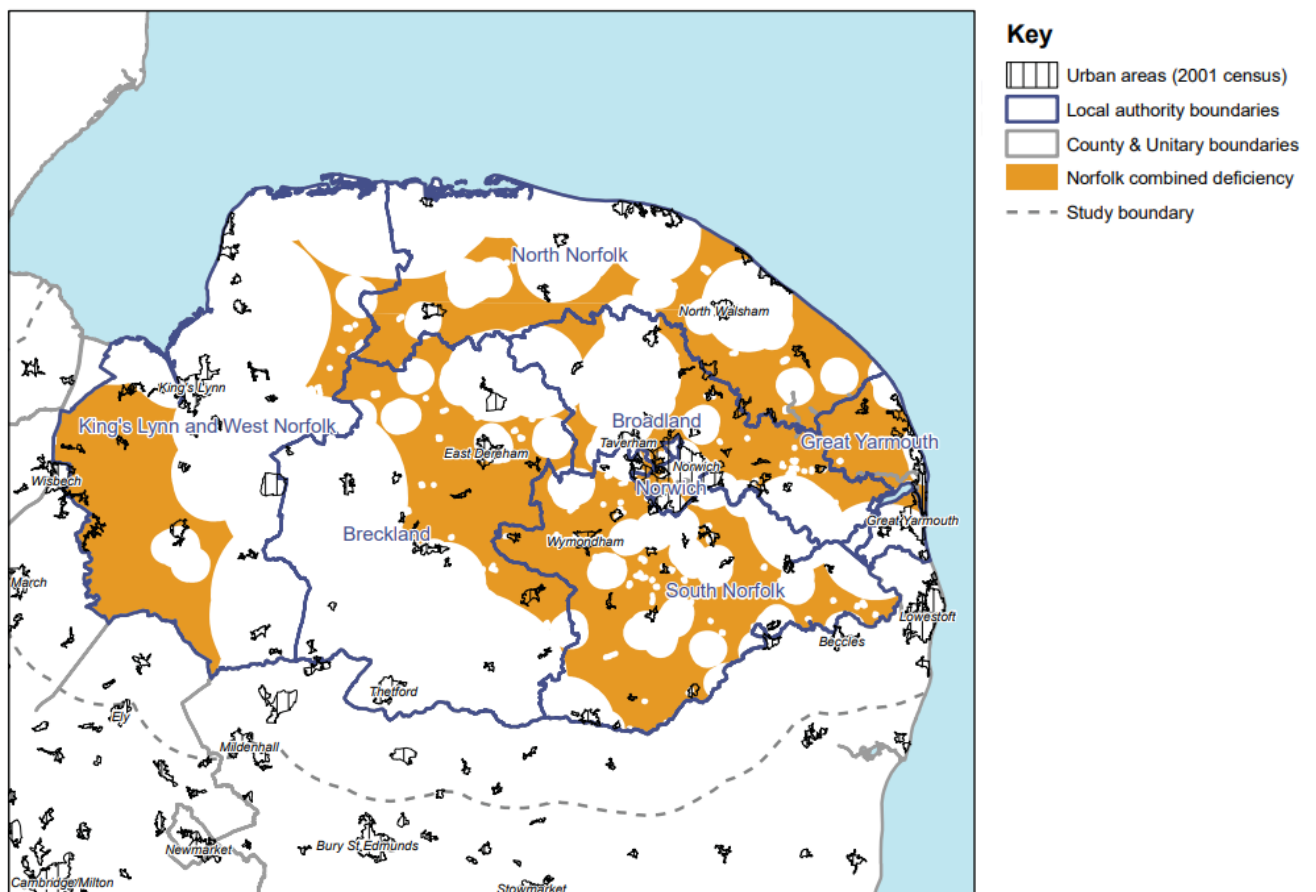 Key
Urban areas (2001 census)
Local authority boundaries
County & Unitary boundaries
Norfolk combined deficiency
Study boundary
North Norfolk
North Walsham
King's Lynn
King's Lynn and West Norfolk
Broadland
Taverham
Great Yarmouth
East Dereham
Norwich
Wisbech
Norwich
Great Yarmouth
Breckland
Wymondham
March
South Norfolk
Lowestoft
Beccles
Thetford
Ely
Mildenhall
Newmarket
Bury St Edmunds
Cambridge/Milton
Stowmarket